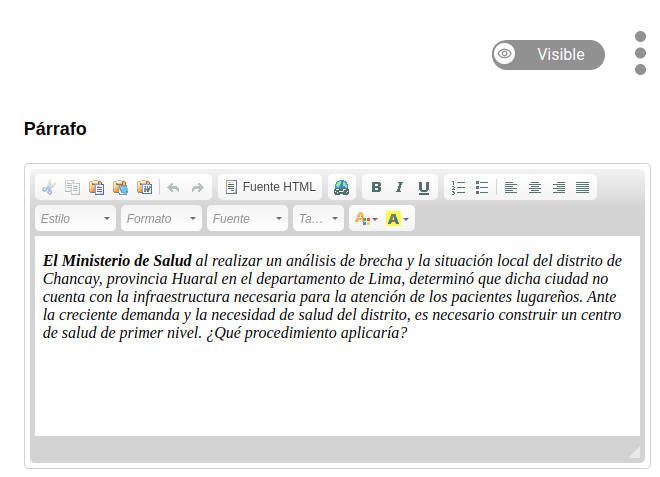 Visible
Párrafo
Fuente HTML
B I U
Estilo Formato Fuente Ta... A A
El Ministerio de Salud al realizar un análisis de brecha y la situación local del distrito de
Chancay, provincia Huaral en el departamento de Lima, determinó que dicha ciudad no
cuenta con la infraestructura necesaria para la atención de los pacientes lugareños. Ante
la creciente demanda y la necesidad de salud del distrito, es necesario construir un centro
de salud de primer nivel. ¿Qué procedimiento aplicaría?